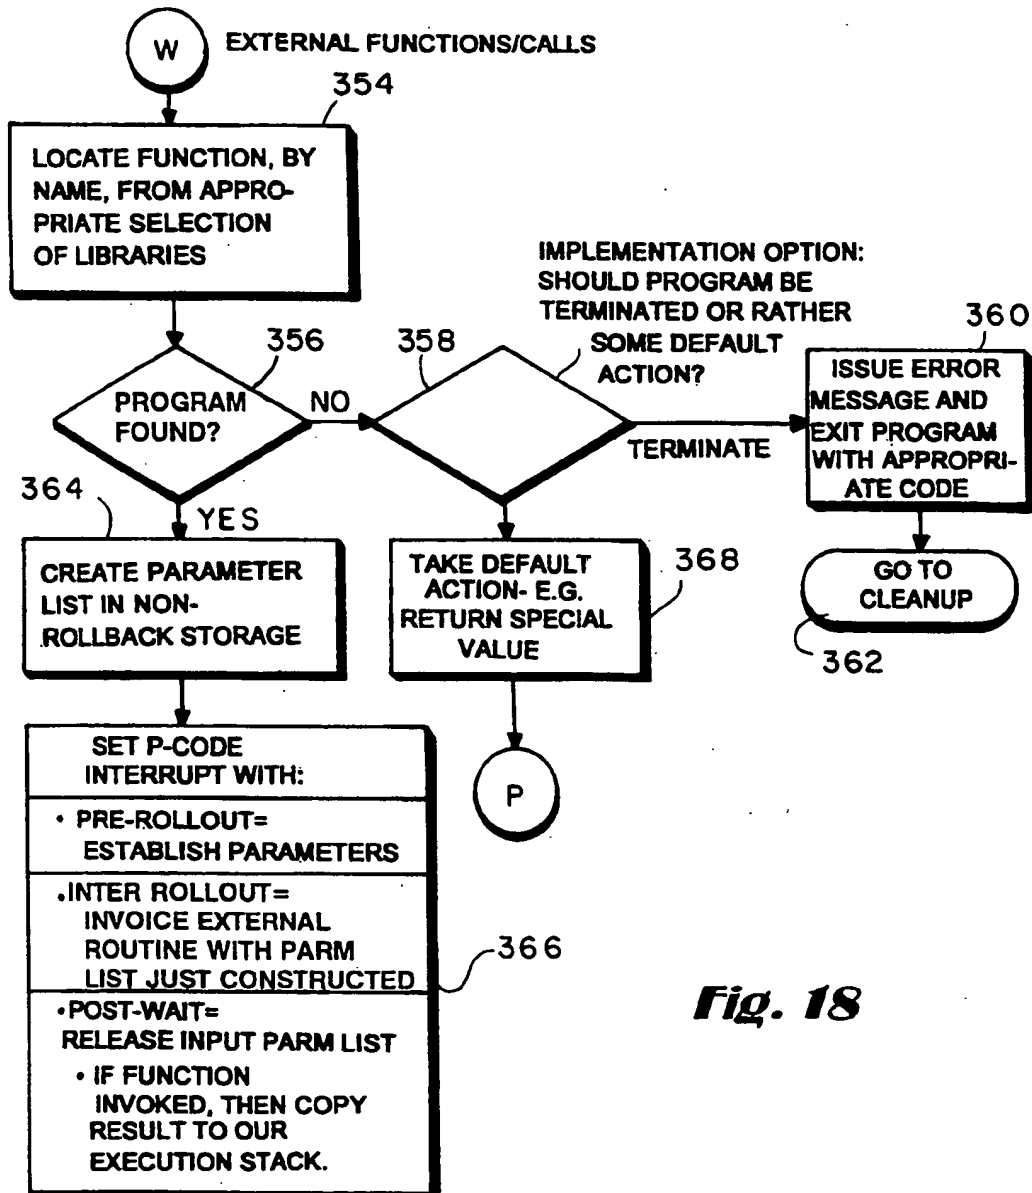 W
EXTERNAL FUNCTIONS/CALLS
354
LOCATE FUNCTION, BY
NAME, FROM APPRO-
PRIATE SELECTION
OF LIBRARIES
IMPLEMENTATION OPTION:
SHOULD PROGRAM BE
TERMINATED OR RATHER
SOME DEFAULT
ACTION?
356
358
360
PROGRAM
FOUND?
NO
TERMINATE
ISSUE ERROR
MESSAGE AND
EXIT PROGRAM
WITH APPROPRI-
ATE CODE
364
YES
CREATE PARAMETER
LIST IN NON-
ROLLBACK STORAGE
TAKE DEFAULT
ACTION- E.G.
RETURN SPECIAL
VALUE
368
GO TO
CLEANUP
362
SET P-CODE
INTERRUPT WITH:
• PRE-ROLLOUT=
ESTABLISH PARAMETERS
•INTER ROLLOUT=
INVOICE EXTERNAL
ROUTINE WITH PARM
LIST JUST CONSTRUCTED
366
•POST-WAIT=
RELEASE INPUT PARM LIST
• IF FUNCTION
INVOKED, THEN COPY
RESULT TO OUR
EXECUTION STACK.
P
Fig. 18